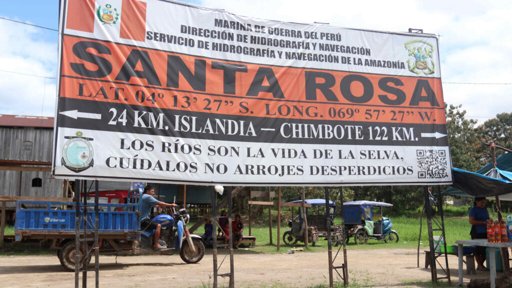 MARINA DE GUERRA DEL PERÚ
DIRECCIÓN DE HIDROGRAFÍA Y NAVEGACIÓN
SERVICIO DE HIDROGRAFÍA Y NAVEGACIÓN DE LA AMAZONÍA
SANTA ROSA
LAT. 04° 13' 27'' S. LONG. 069° 57' 27'' W.
24 KM. ISLANDIA — CHIMBOTE 122 KM.
LOS RÍOS SON LA VIDA DE LA SELVA,
CUÍDALOS NO ARROJES DESPERDICIOS